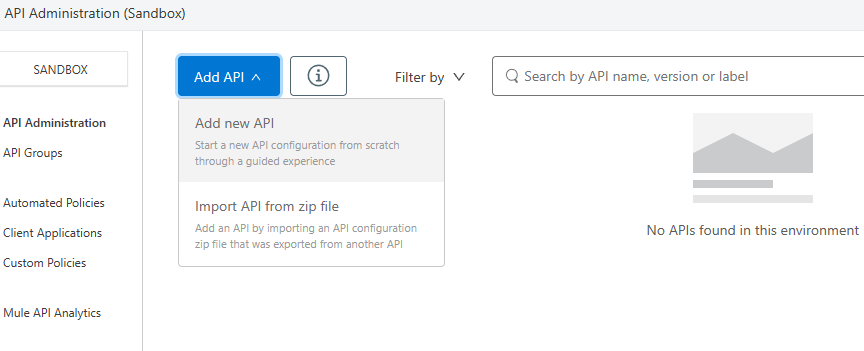 API Administration (Sandbox)
SANDBOX
API Administration
API Groups
Automated Policies
Client Applications
Custom Policies
Mule API Analytics
Add API
Filter by
Search by API name, version or label
Add new API
Start a new API configuration from scratch
through a guided experience
Import API from zip file
Add an API by importing an API configuration
zip file that was exported from another API
No APIs found in this environment